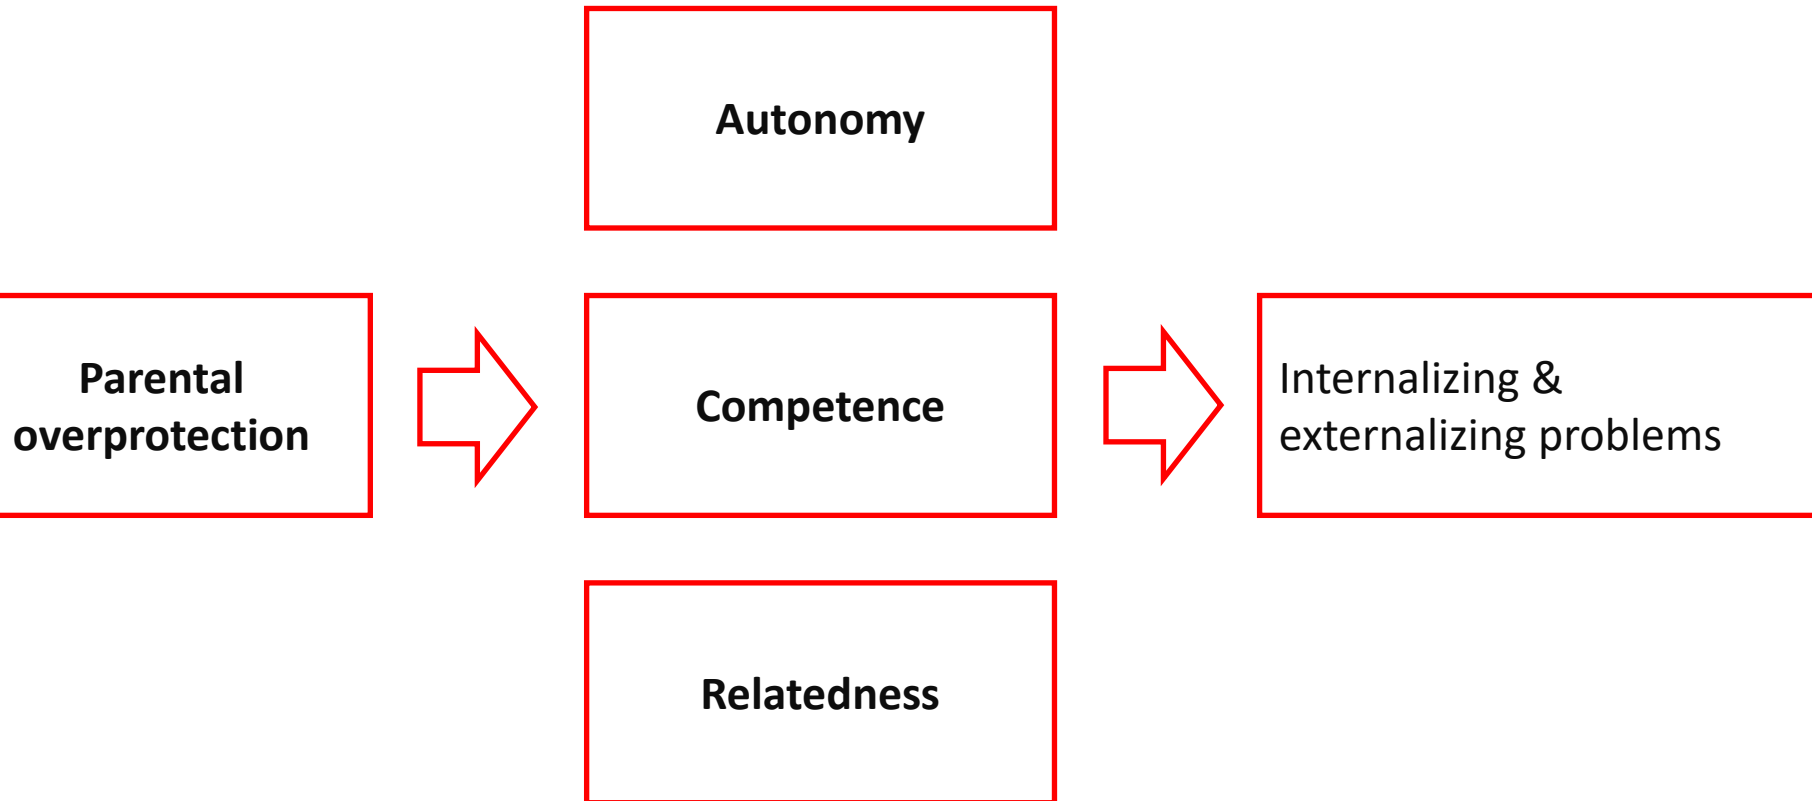 Autonomy
Parental
overprotection
Competence
Internalizing &
externalizing problems
Relatedness